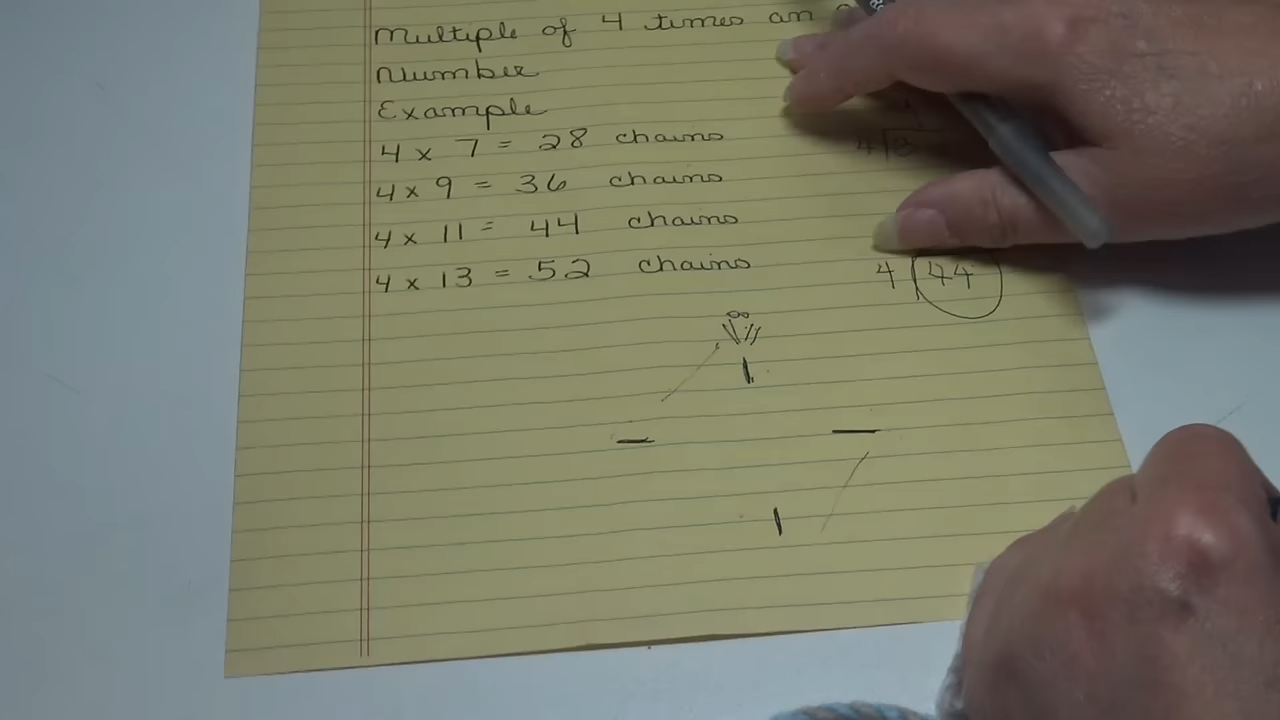 Multiple of 4 times an
Number
Example
4 x 7 = 28 chains
4 x 9 = 36 chains
4 x 11 = 44 chains
4 x 13 = 52 chains
4
4 44